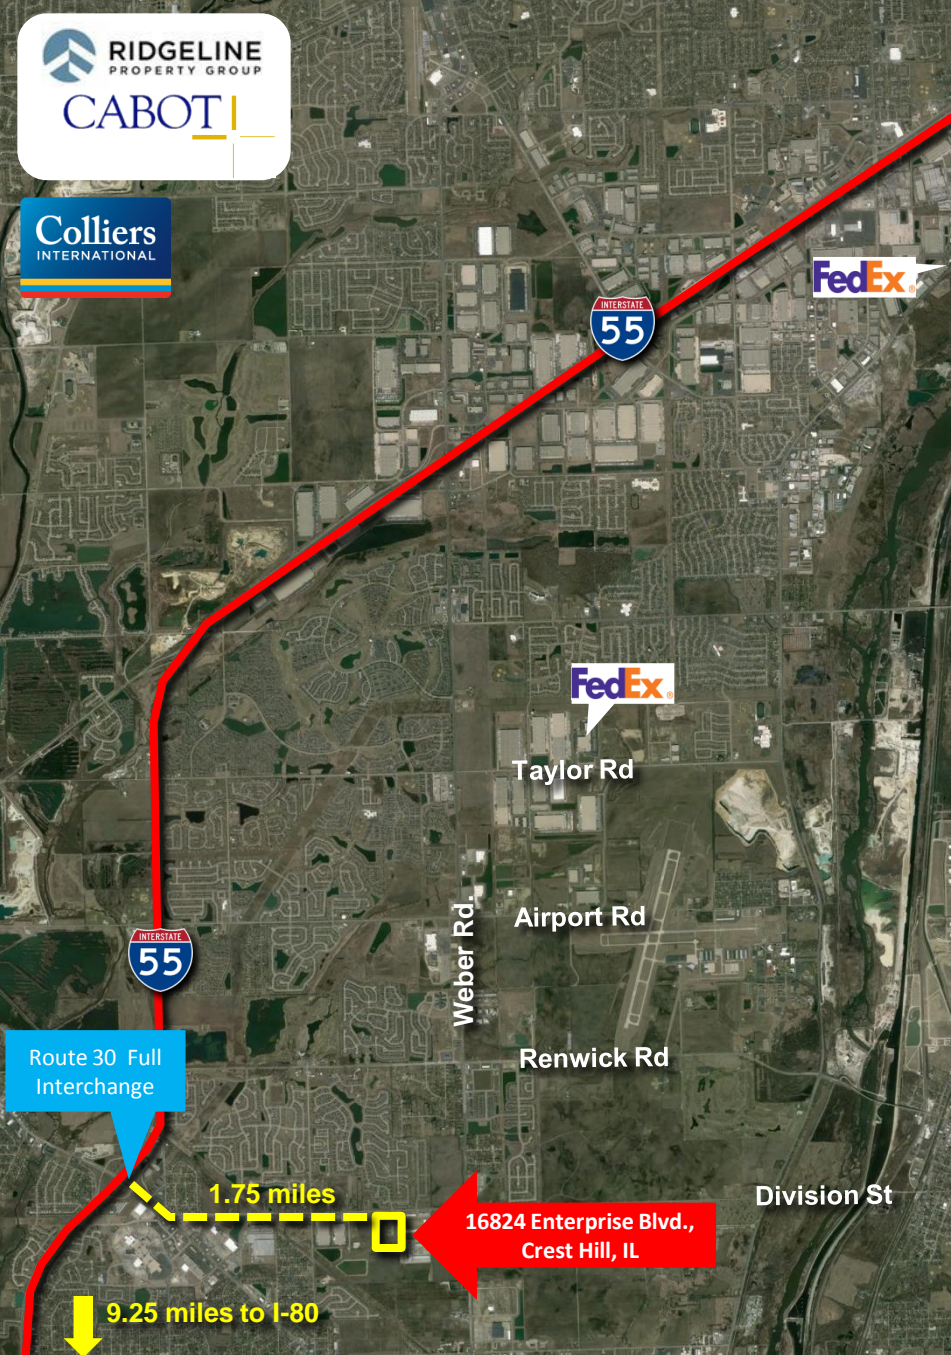 RIDGELINE
PROPERTY GROUP
CABOT
Colliers
INTERNATIONAL
FedEx®
INTERSTATE
55
FedEx®
Taylor Rd
Airport Rd
Weber Rd.
INTERSTATE
55
Renwick Rd
Route 30 Full
Interchange
1.75 miles
Division St
16824 Enterprise Blvd.,
Crest Hill, IL
9.25 miles to I-80